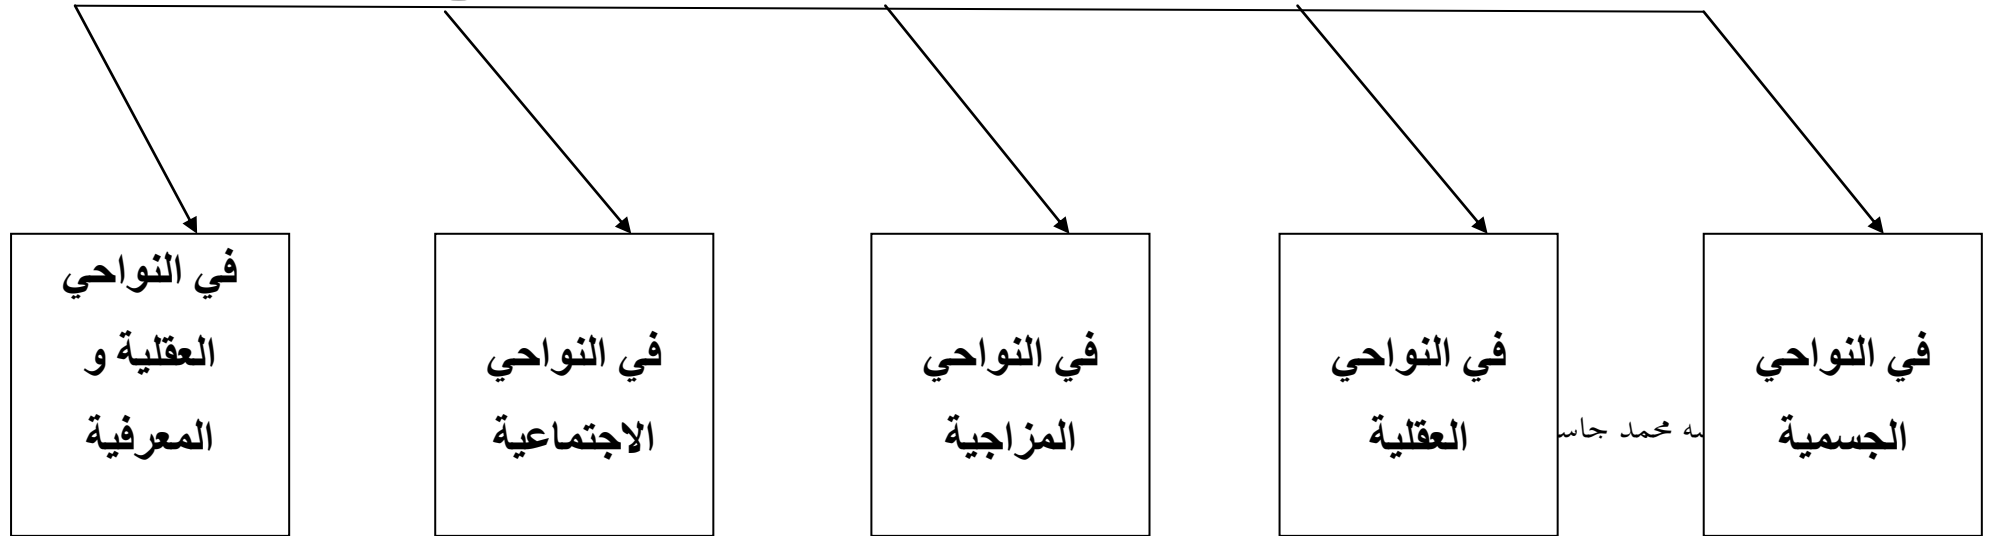 في النواحي
الجسمية
في النواحي
العقلية
في النواحي
المزاجية
في النواحي
الاجتماعية
في النواحي
العقلية و
المعرفية
محمد